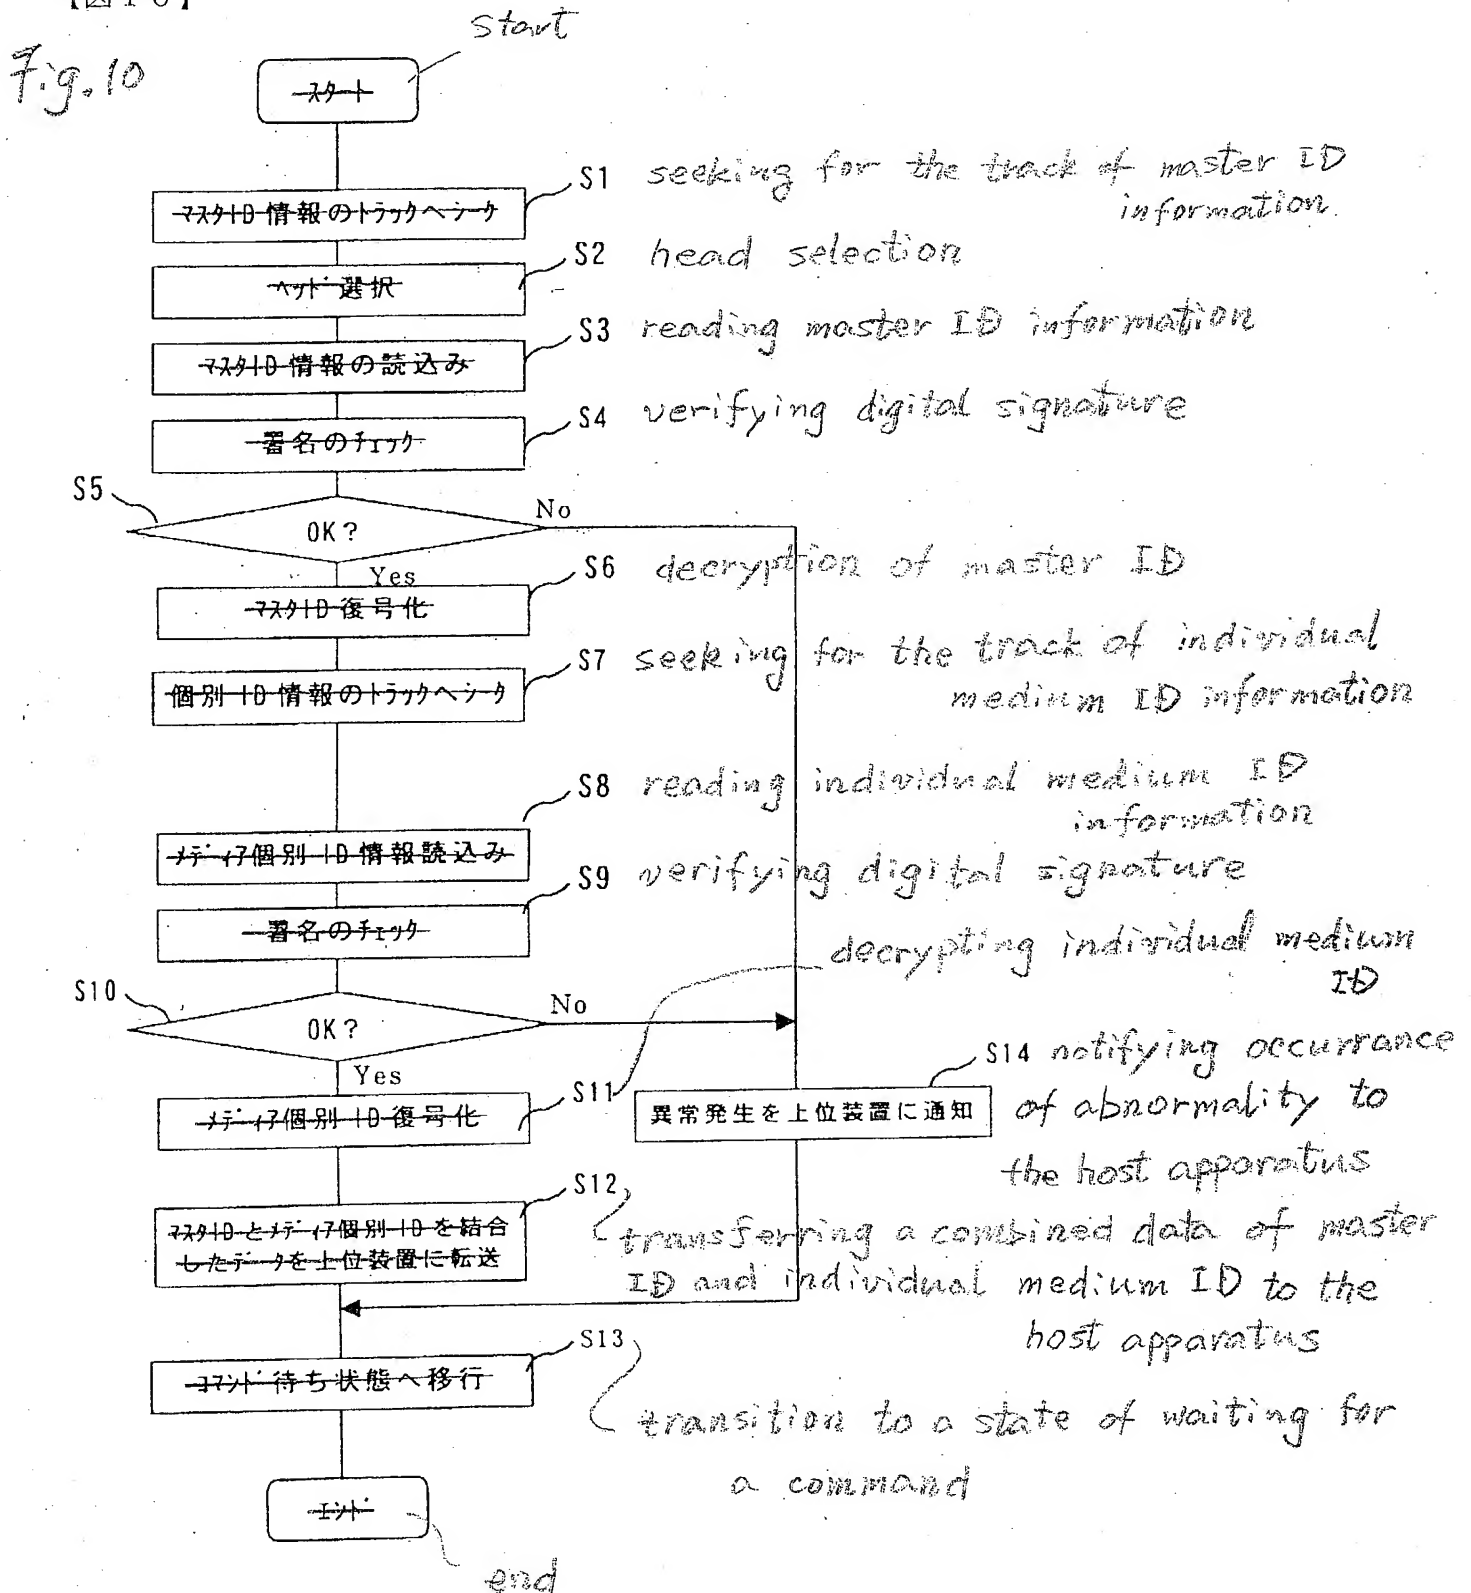 【図10】
Fig.10
start
スタート
S1 seeking for the track of master ID
information.
マスタID情報のトラックへシーク
S2 head selection
ヘッド選択
S3 reading master ID information
マスタID情報の読込み
S4 verifying digital signature
署名のチェック
S5
OK?
No
Yes
S6 decryption of master ID
マスタID復号化
S7 seeking for the track of individual
medium ID information
個別ID情報のトラックへシーク
S8 reading individual medium ID
information
メディア個別ID情報読込み
S9 verifying digital signature
署名のチェック
decrypting individual medium
ID
S10
OK?
No
Yes
S11
メディア個別ID復号化
S14 notifying occurrance
of abnormality to
the host apparatus
異常発生を上位装置に通知
S12
マスタIDとメディア個別IDを結合
したデータを上位装置に転送
transferring a combined data of master
ID and individual medium ID to the
host apparatus
S13
コマンド待ち状態へ移行
transition to a state of waiting for
a command
エンド
end